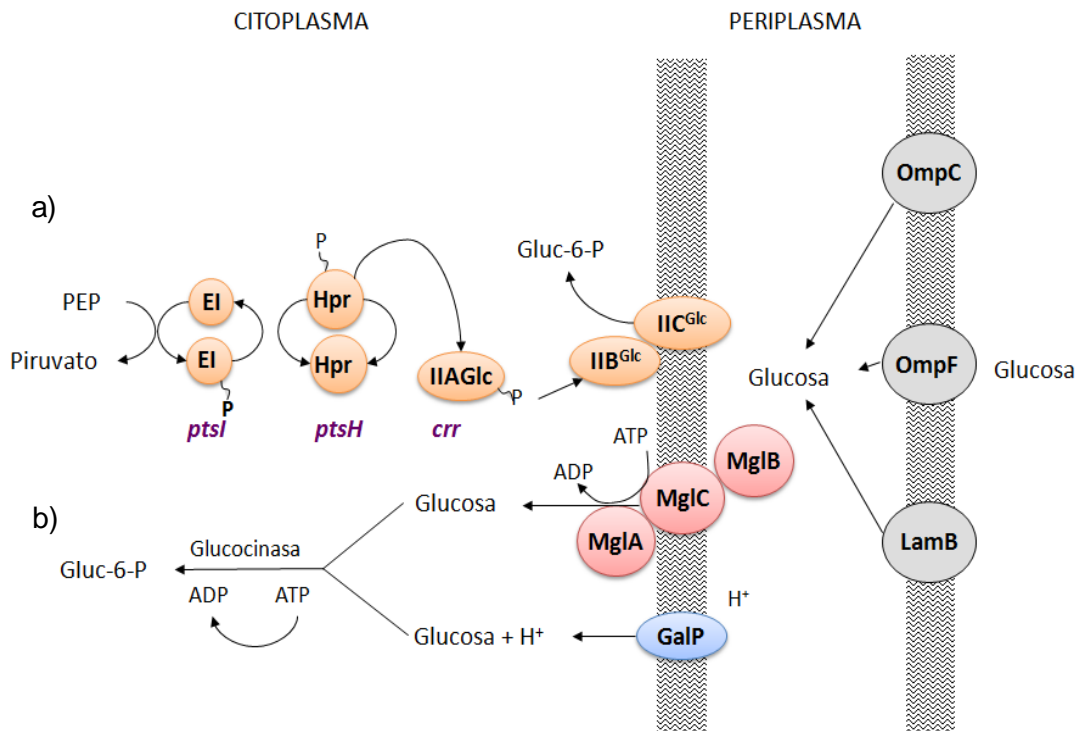 CITOPLASMA
PERIPLASMA
OmpC
a)
P
Gluc-6-P
PEP
EI
Hpr
IIC^Glc
Piruvato
EI
Hpr
IIAGlc
IIB^Glc
P
P
Glucosa
OmpF
Glucosa
ptsI
ptsH
crr
ATP
ADP
MglB
MglC
Glucosa
b)
MglA
LamB
Glucocinasa
Gluc-6-P
ADP
ATP
H⁺
Glucosa + H⁺
GalP